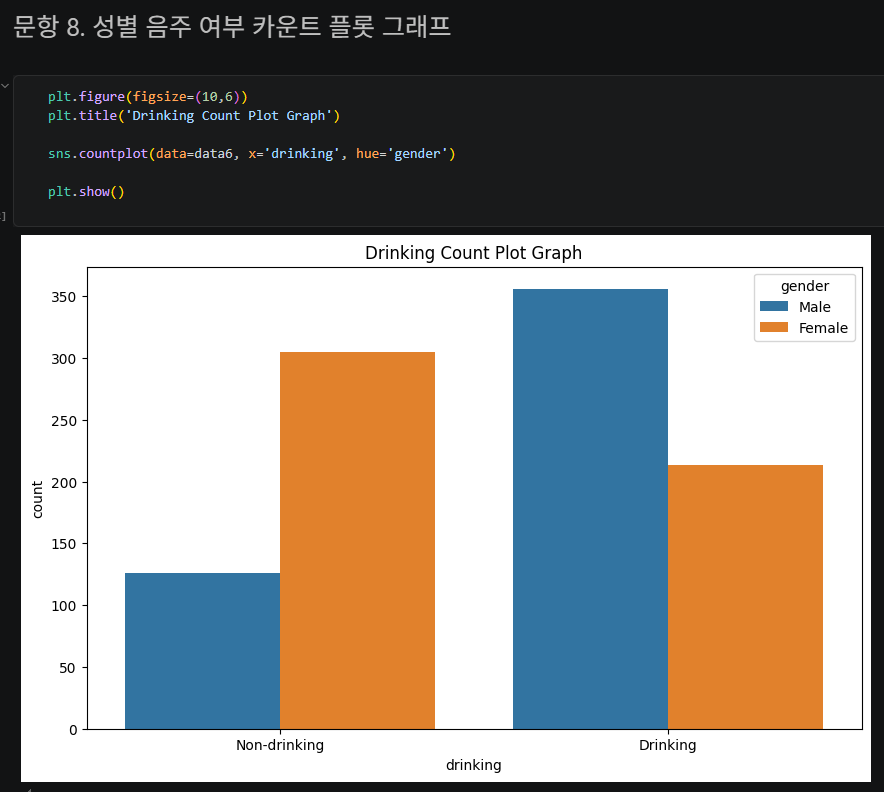 문항 8. 성별 음주 여부 카운트 플롯 그래프
plt.figure(figsize=(10,6))
plt.title('Drinking Count Plot Graph')
sns.countplot(data=data6, x='drinking', hue='gender')
plt.show()
Drinking Count Plot Graph
gender
Male
Female
350
300
250
200
150
100
50
0
count
Non-drinking
Drinking
drinking